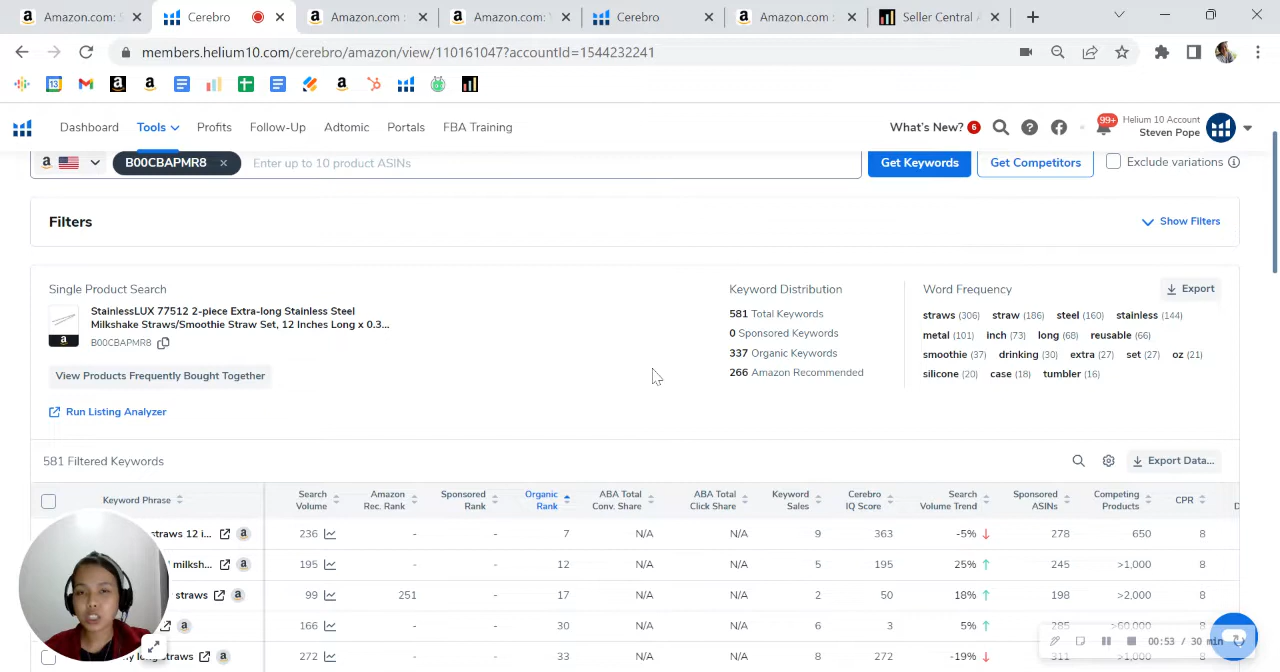 Amazon.com: S
Cerebro
Amazon.com :
Amazon.com: Y
Cerebro
Amazon.com :
Seller Central A
members.helium10.com/cerebro/amazon/view/110161047?accountId=1544232241
Dashboard
Tools
Profits
Follow-Up
Adtomic
Portals
FBA Training
What's New? 6
99+
Helium 10 Account
Steven Pope
B00CBAPMR8 ×
Enter up to 10 product ASINs
Get Keywords
Get Competitors
Exclude variations
Filters
Show Filters
Single Product Search
StainlessLUX 77512 2-piece Extra-long Stainless Steel
Milkshake Straws/Smoothie Straw Set, 12 Inches Long x 0.3...
B00CBAPMR8
View Products Frequently Bought Together
Run Listing Analyzer
Keyword Distribution
581 Total Keywords
0 Sponsored Keywords
337 Organic Keywords
266 Amazon Recommended
Word Frequency
Export
straws (306) straw (186) steel (160) stainless (144)
metal (101) inch (73) long (68) reusable (66)
smoothie (37) drinking (30) extra (27) set (27) oz (21)
silicone (20) case (18) tumbler (16)
581 Filtered Keywords
Export Data...
Keyword Phrase
Search Volume
Amazon Rec. Rank
Sponsored Rank
Organic Rank
ABA Total Conv. Share
ABA Total Click Share
Keyword Sales
Cerebro IQ Score
Search Volume Trend
Sponsored ASINs
Competing Products
CPR
straws 12 i... 236 - - 7 N/A N/A 9 363 -5% 278 650 8
milksh... 195 - - 12 N/A N/A 5 195 25% 245 >1,000 8
straws 99 251 - 17 N/A N/A 2 50 18% 198 >2,000 8
166 - - 30 N/A N/A 6 3 5% 285 >60,000 8
long straws 272 - - 33 N/A N/A 8 272 -19% 311 >1,000 8
00:53 / 30 min